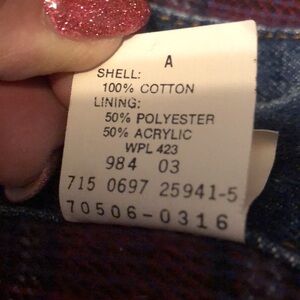 A
SHELL:
100% COTTON
LINING:
50% POLYESTER
50% ACRYLIC
WPL 423
984 03
715 0697 25941-5
70506-0316